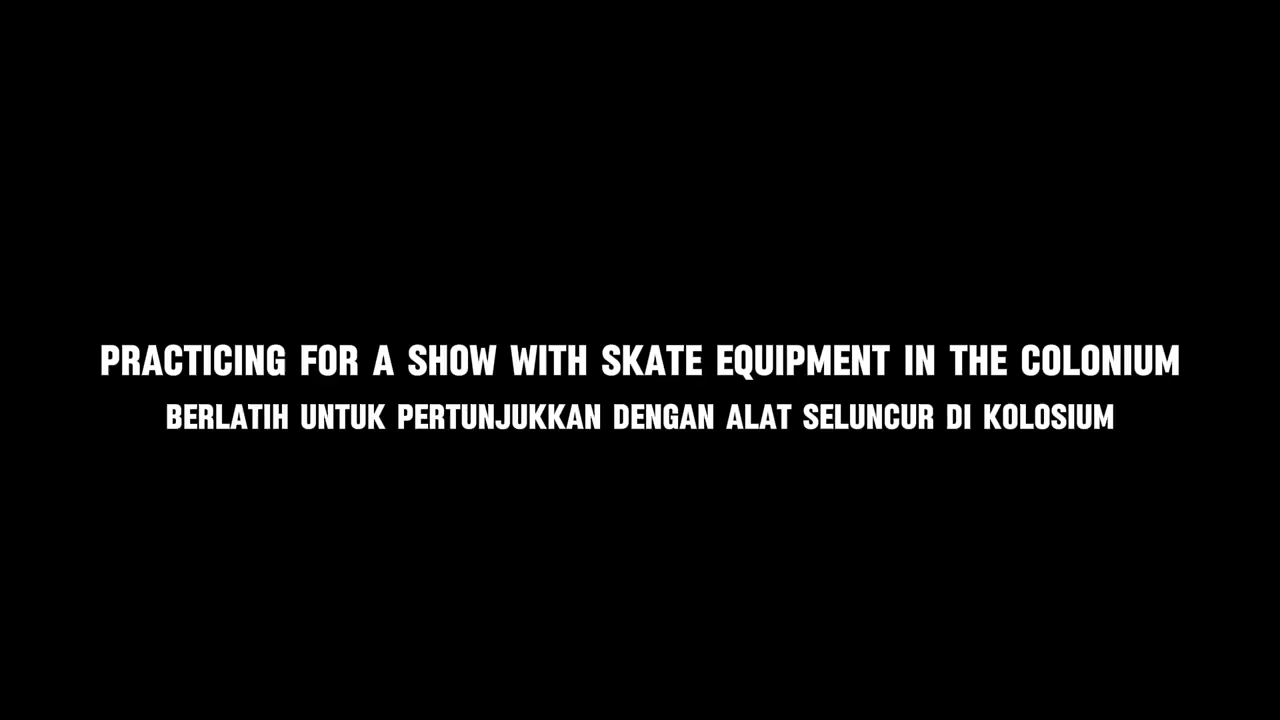 PRACTICING FOR A SHOW WITH SKATE EQUIPMENT IN THE COLONIUM
BERLATIH UNTUK PERTUNJUKKAN DENGAN ALAT SELUNCUR DI KOLOSIUM